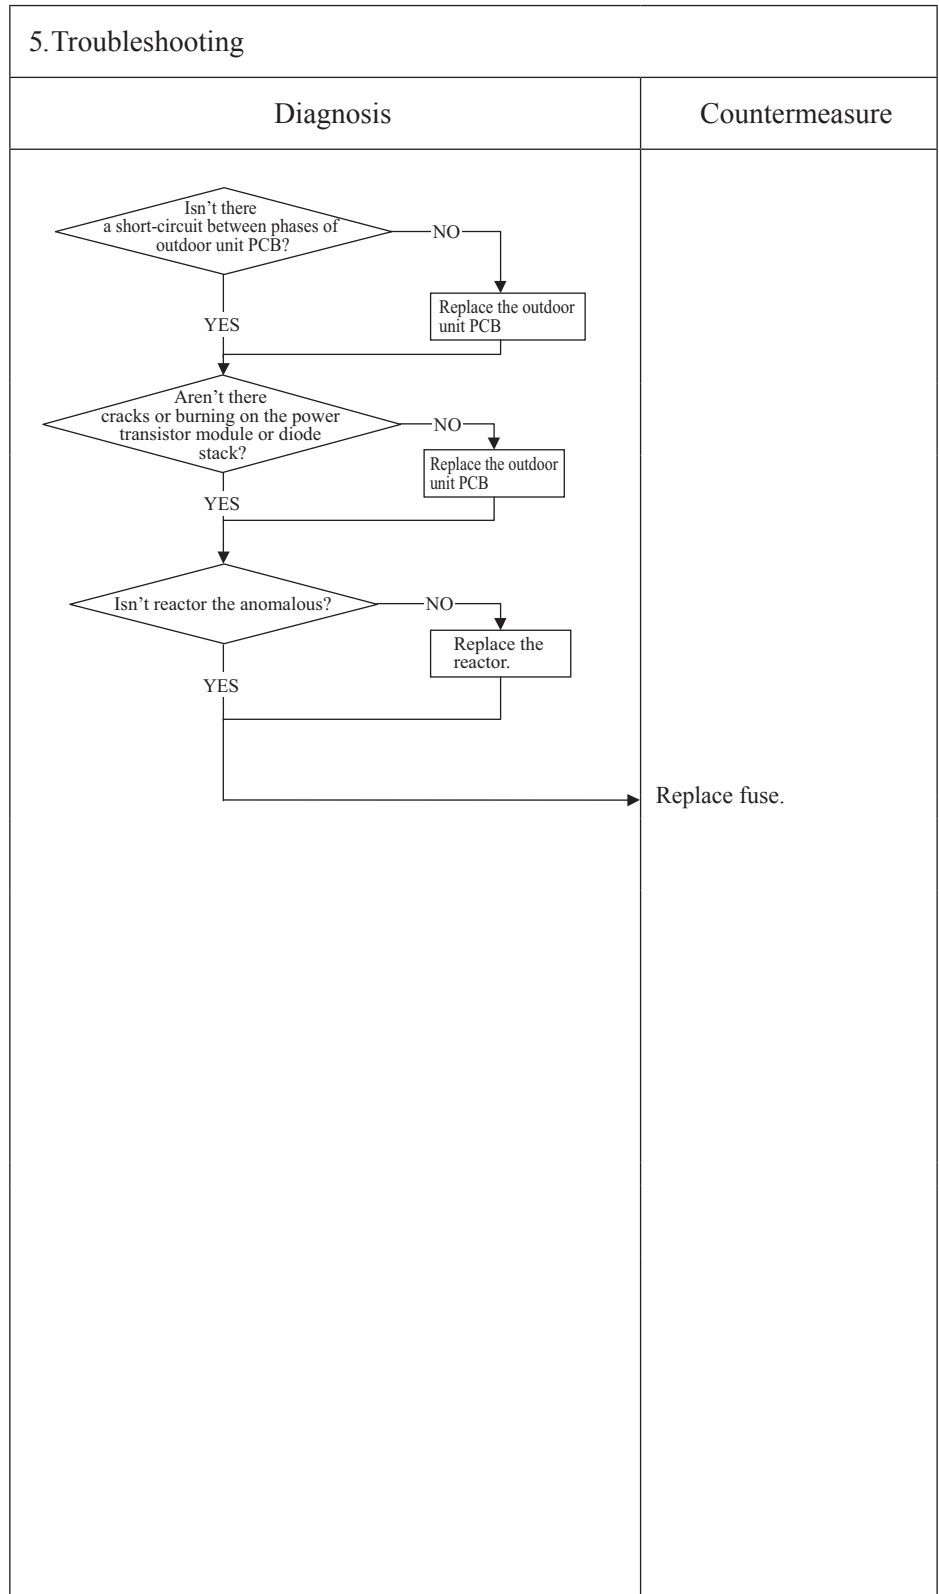 5.Troubleshooting
Diagnosis
Countermeasure
Isn’t there
a short-circuit between phases of
outdoor unit PCB?
NO
Replace the outdoor
unit PCB
YES
Aren’t there
cracks or burning on the power
transistor module or diode
stack?
NO
Replace the outdoor
unit PCB
YES
Isn’t reactor the anomalous?
NO
Replace the
reactor.
YES
Replace fuse.